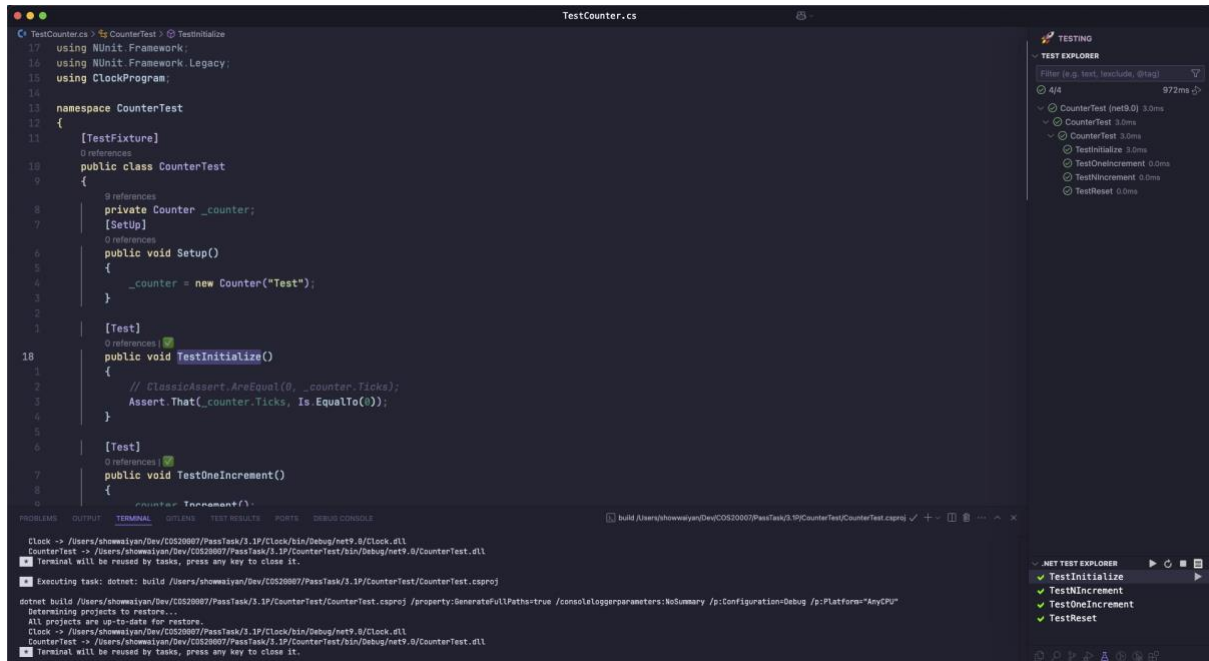 TestCounter.cs
TestCounter.cs > CounterTest > TestInitialize
17 using NUnit.Framework;
16 using NUnit.Framework.Legacy;
15 using ClockProgram;
14
13 namespace CounterTest
12 {
11 [TestFixture]
0 references
10 public class CounterTest
9 {
9 references
8 private Counter _counter;
7 [SetUp]
0 references
6 public void Setup()
5 {
4 _counter = new Counter("Test");
3 }
2
1 [Test]
0 references |
18 public void TestInitialize()
1 {
2 // ClassicAssert.AreEqual(0, _counter.Ticks);
3 Assert.That(_counter.Ticks, Is.EqualTo(0));
4 }
5
6 [Test]
0 references |
7 public void TestOneIncrement()
8 {
9 _counter.Increment();
PROBLEMS OUTPUT TERMINAL GITLENS TEST RESULTS PORTS DEBUG CONSOLE
build /Users/showwaiyan/Dev/COS20007/PassTask/3.1P/CounterTest/CounterTest.csproj
Clock -> /Users/showwaiyan/Dev/COS20007/PassTask/3.1P/Clock/bin/Debug/net9.0/Clock.dll
CounterTest -> /Users/showwaiyan/Dev/COS20007/PassTask/3.1P/CounterTest/bin/Debug/net9.0/CounterTest.dll
* Terminal will be reused by tasks, press any key to close it.
* Executing task: dotnet: build /Users/showwaiyan/Dev/COS20007/PassTask/3.1P/CounterTest/CounterTest.csproj
dotnet build /Users/showwaiyan/Dev/COS20007/PassTask/3.1P/CounterTest/CounterTest.csproj /property:GenerateFullPaths=true /consoleloggerparameters:NoSummary /p:Configuration=Debug /p:Platform="AnyCPU"
Determining projects to restore...
All projects are up-to-date for restore.
Clock -> /Users/showwaiyan/Dev/COS20007/PassTask/3.1P/Clock/bin/Debug/net9.0/Clock.dll
CounterTest -> /Users/showwaiyan/Dev/COS20007/PassTask/3.1P/CounterTest/bin/Debug/net9.0/CounterTest.dll
* Terminal will be reused by tasks, press any key to close it.
TESTING
TEST EXPLORER
Filter (e.g. text, !exclude, @tag)
4/4 972ms
CounterTest (net9.0) 3.0ms
CounterTest 3.0ms
CounterTest 3.0ms
TestInitialize 3.0ms
TestOneIncrement 0.0ms
TestNIncrement 0.0ms
TestReset 0.0ms
.NET TEST EXPLORER
TestInitialize
TestNIncrement
TestOneIncrement
TestReset